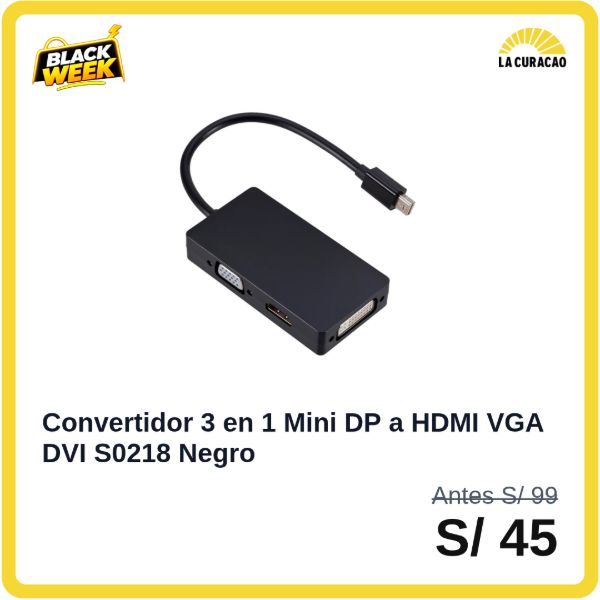 BLACK
WEEK
LA CURACAO
Convertidor 3 en 1 Mini DP a HDMI VGA
DVI S0218 Negro
Antes S/ 99
S/ 45